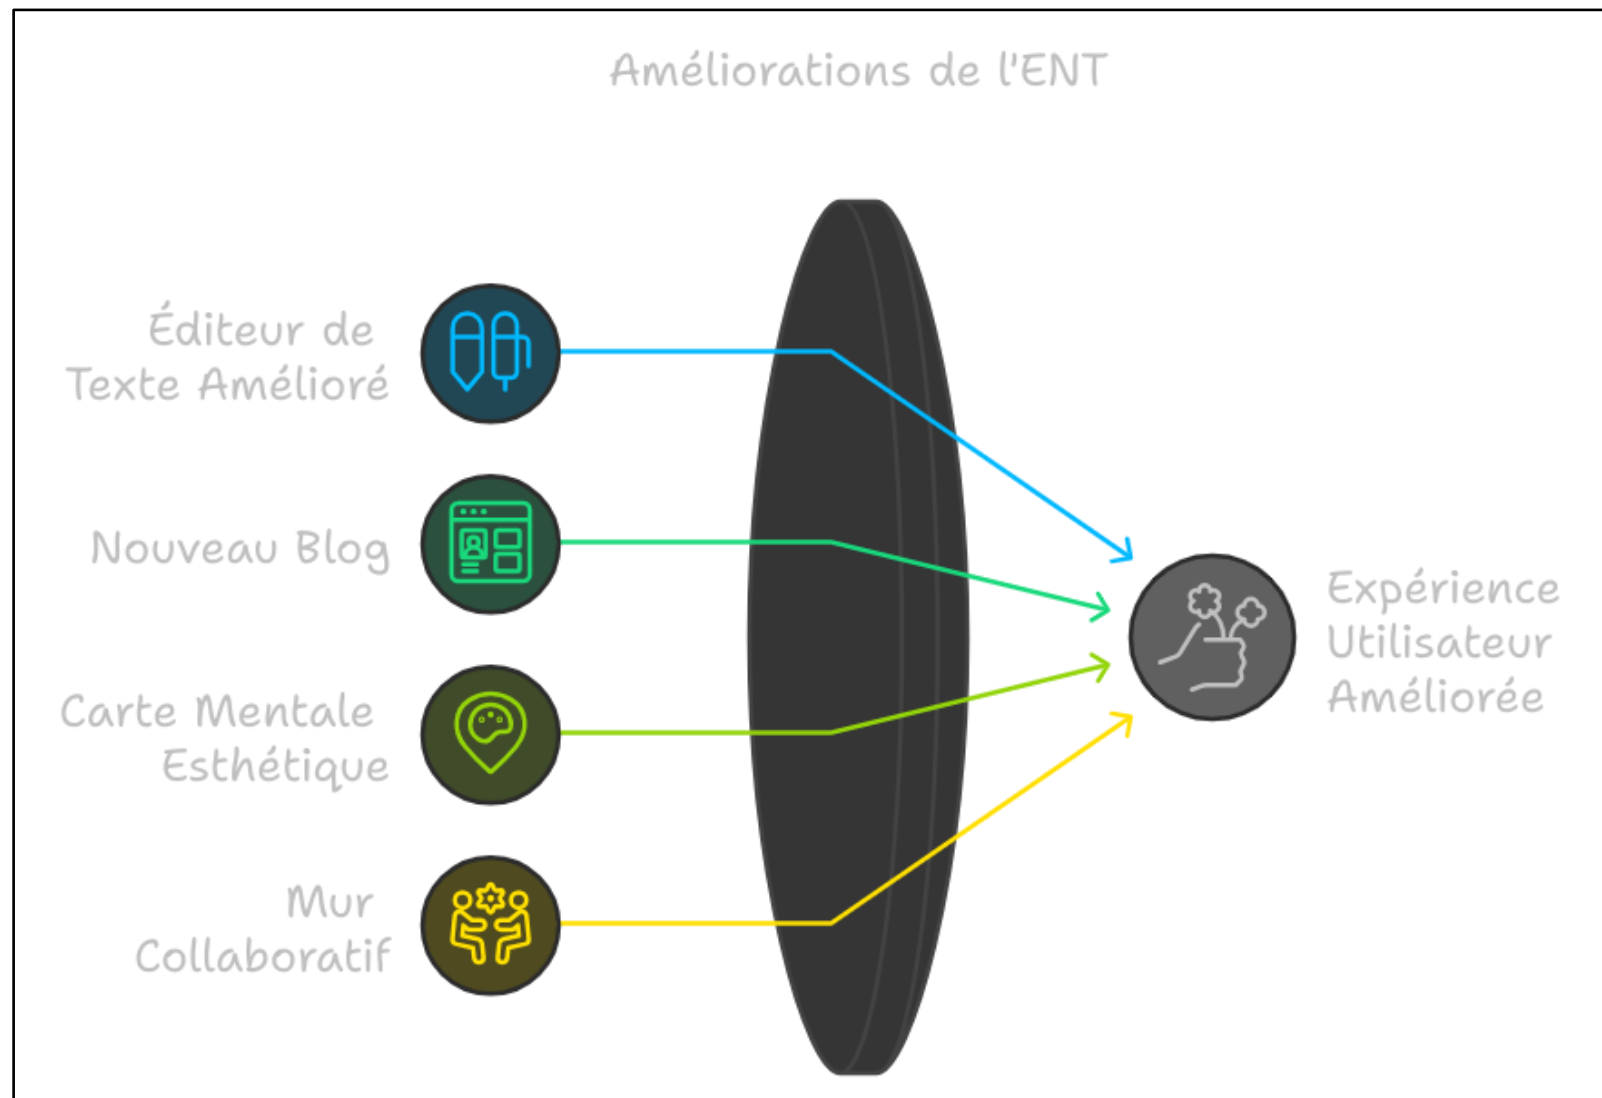 Améliorations de l'ENT
Éditeur de
Texte Amélioré
Nouveau Blog
Carte Mentale
Esthétique
Mur
Collaboratif
Expérience
Utilisateur
Améliorée